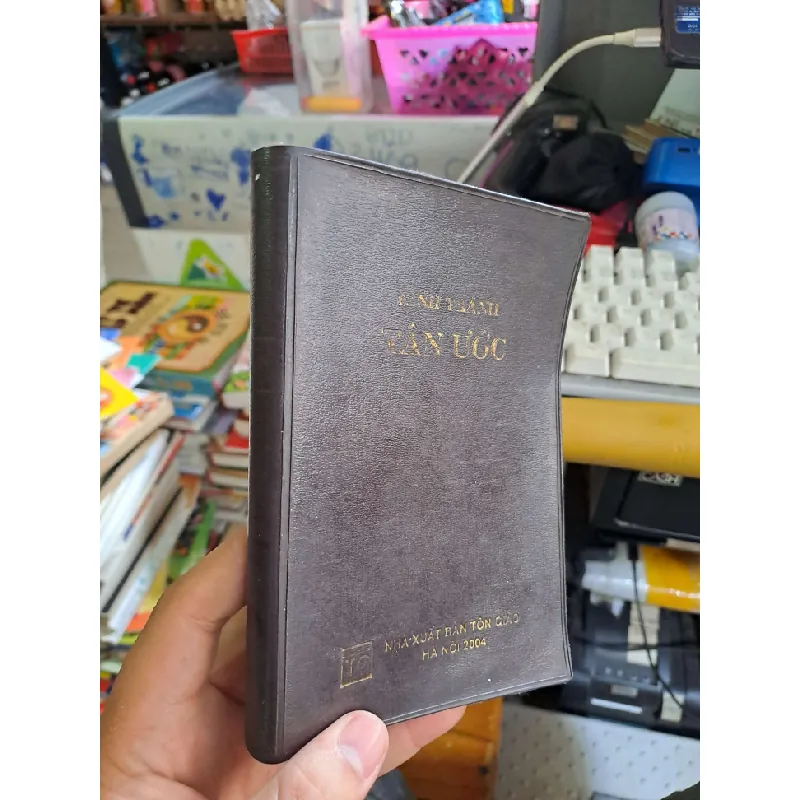 KINH THÁNH
TÂN ƯỚC
NHÀ XUẤT BẢN TÔN GIÁO
HÀ NỘI 2004